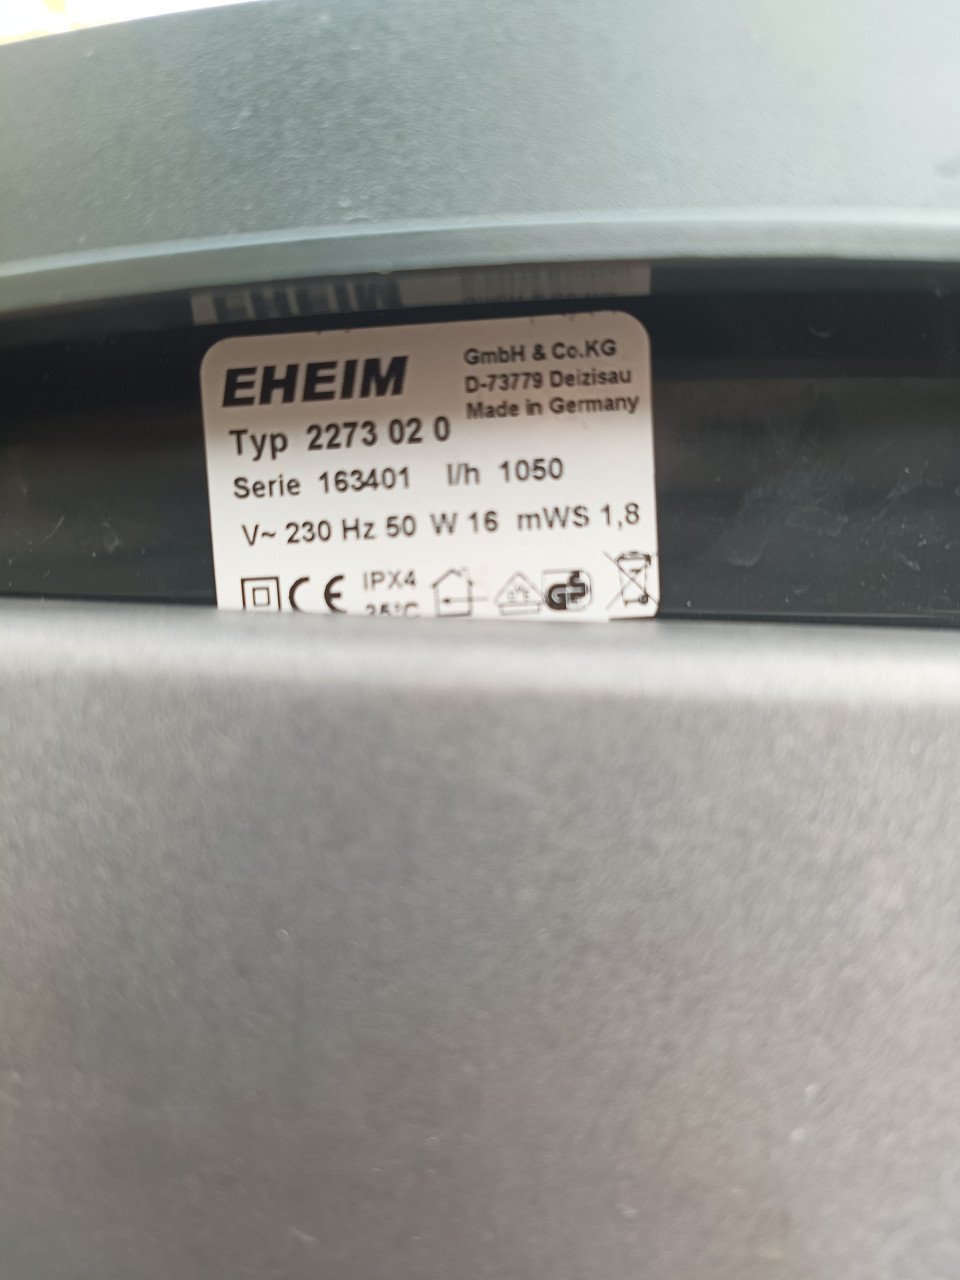 EHEIM
GmbH & Co.KG
D-73779 Deizisau
Made in Germany
Typ 2273 02 0
Serie 163401 l/h 1050
V~ 230 Hz 50 W 16 mWS 1,8
CE IPX4
GS